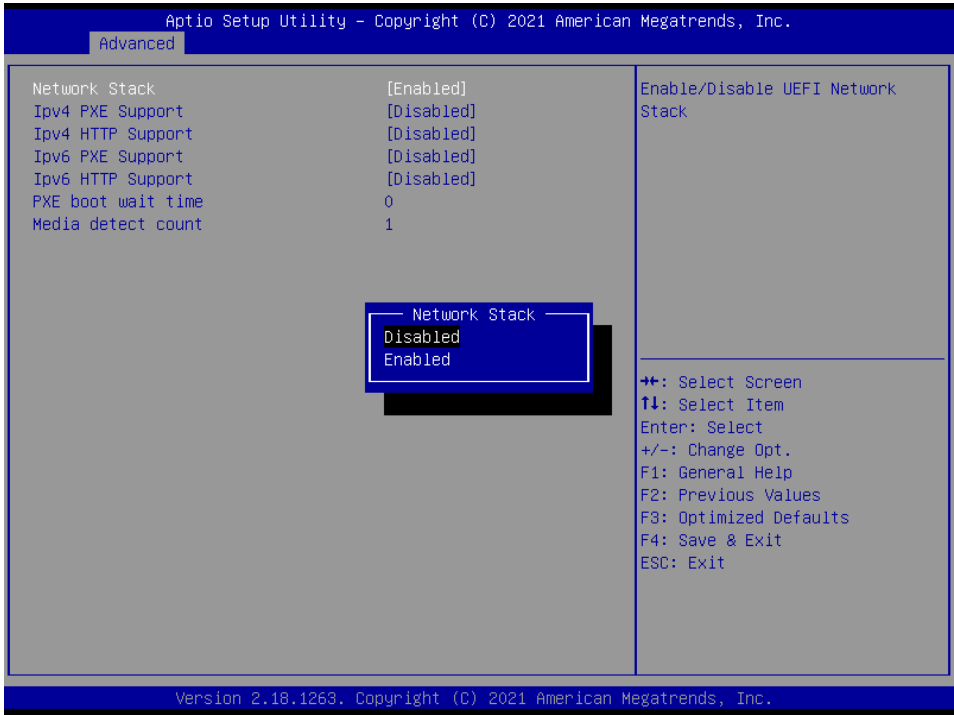 Aptio Setup Utility – Copyright (C) 2021 American Megatrends, Inc.
Advanced
Network Stack [Enabled]
Ipv4 PXE Support [Disabled]
Ipv4 HTTP Support [Disabled]
Ipv6 PXE Support [Disabled]
Ipv6 HTTP Support [Disabled]
PXE boot wait time 0
Media detect count 1
Network Stack
Disabled
Enabled
Enable/Disable UEFI Network
Stack
→←: Select Screen
↑↓: Select Item
Enter: Select
+/-: Change Opt.
F1: General Help
F2: Previous Values
F3: Optimized Defaults
F4: Save & Exit
ESC: Exit
Version 2.18.1263. Copyright (C) 2021 American Megatrends, Inc.